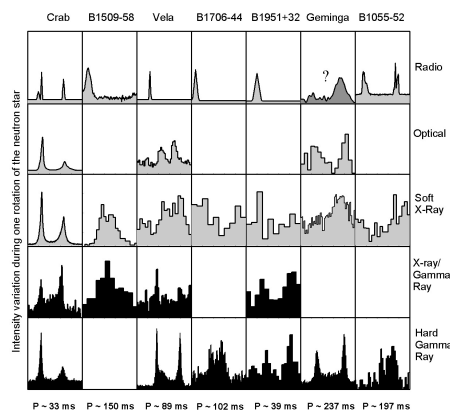 Crab B1509-58 Vela B1706-44 B1951+32 Geminga B1055-52
Intensity variation during one rotation of the neutron star
?
Radio
Optical
Soft
X-Ray
X-ray/
Gamma
Ray
Hard
Gamma
Ray
P ~ 33 ms P ~ 150 ms P ~ 89 ms P ~ 102 ms P ~ 39 ms P ~ 237 ms P ~ 197 ms